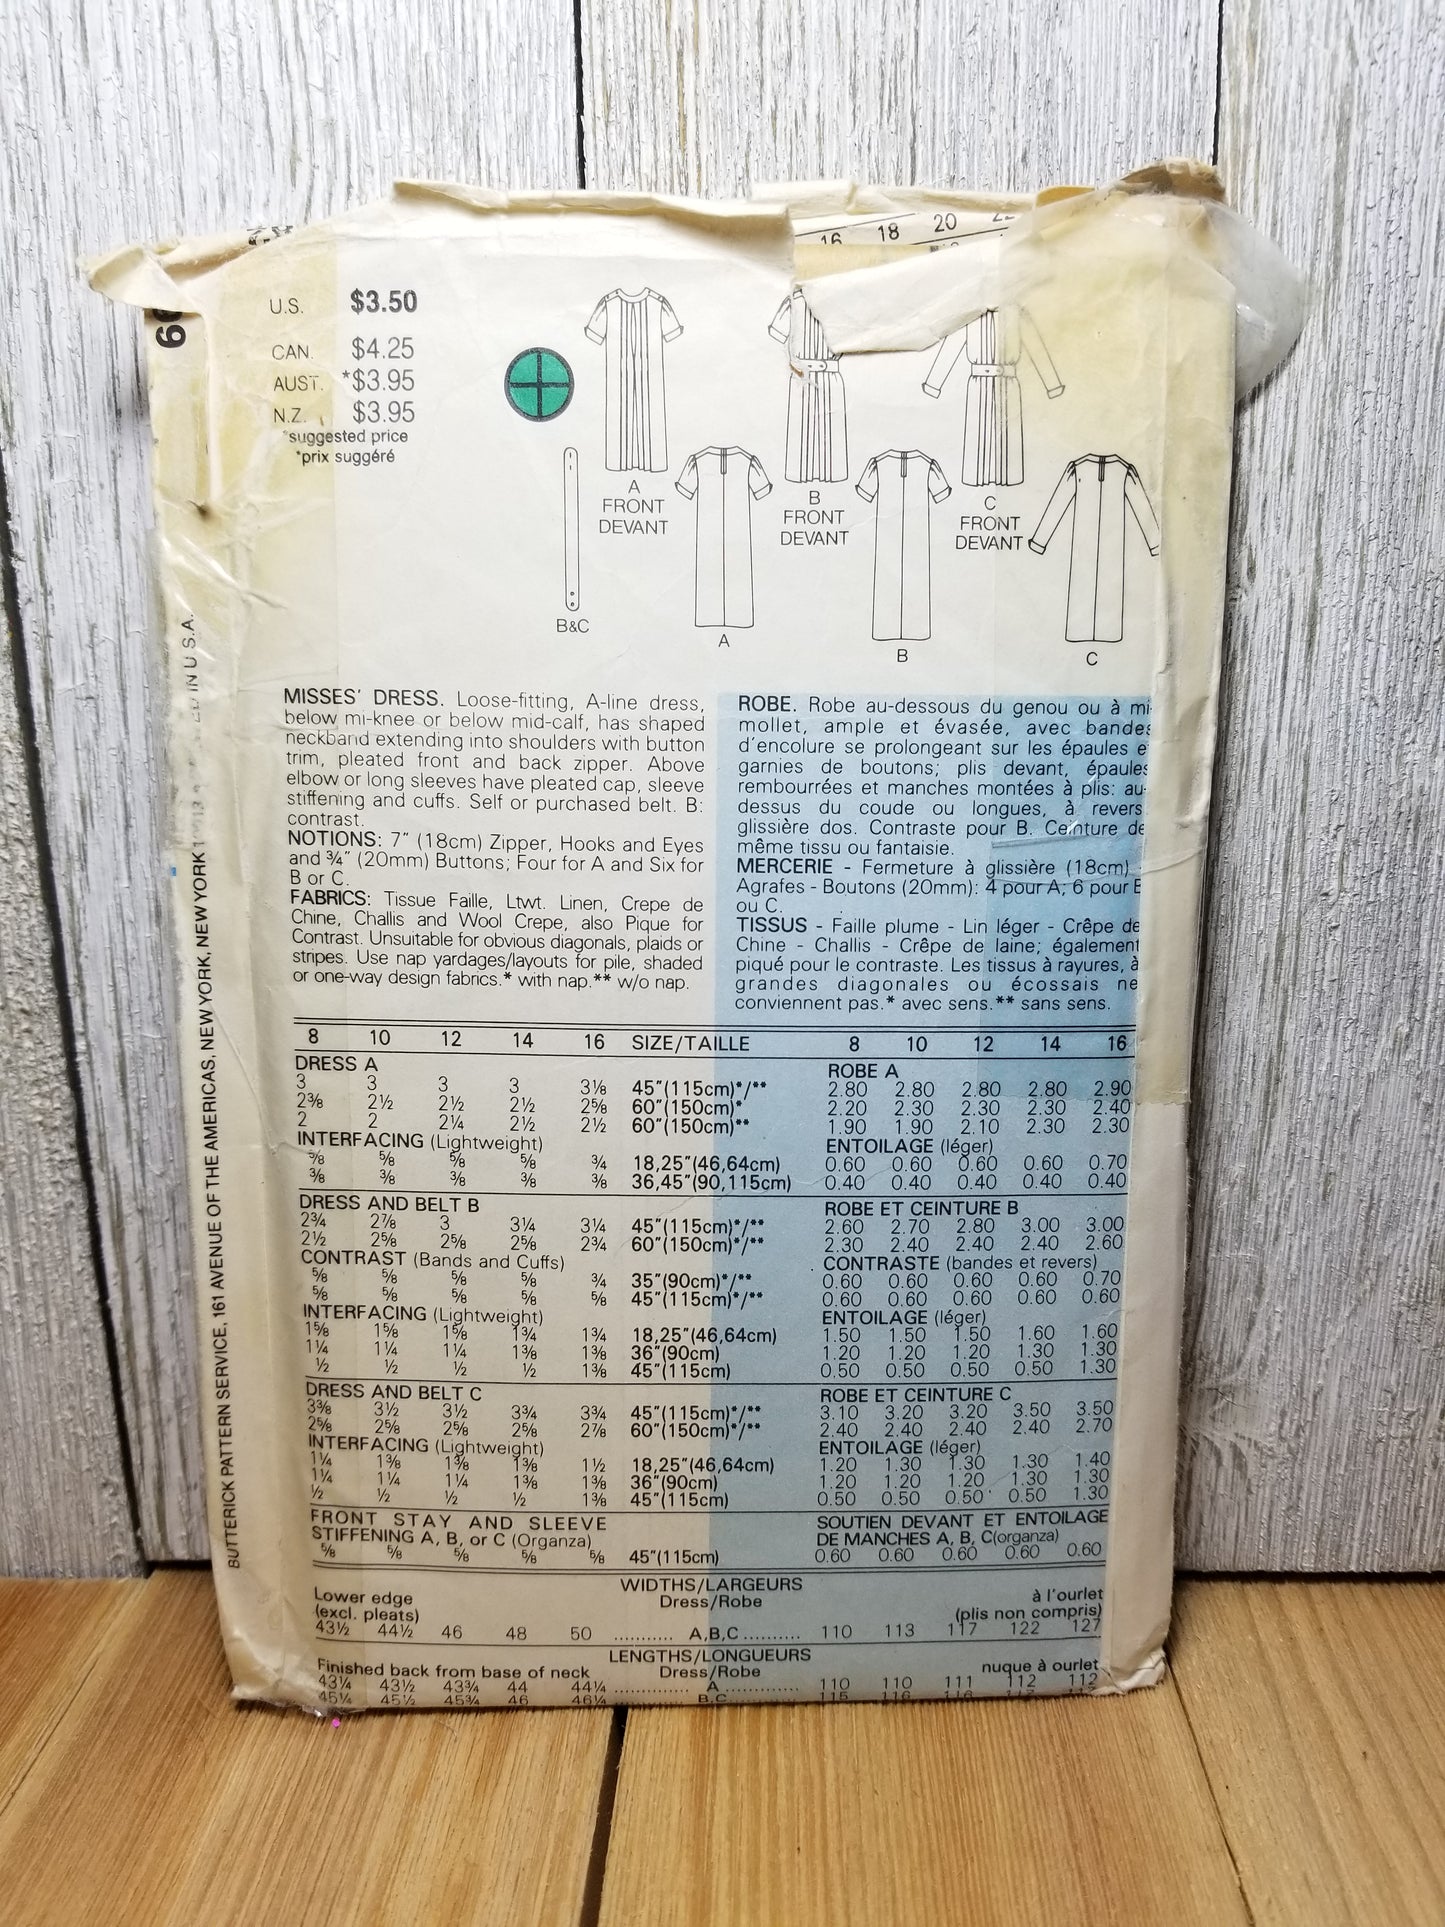 16 18 20
U.S. $3.50
CAN. $4.25
AUST. *$3.95
N.Z. $3.95
*suggested price
*prix suggéré
A
FRONT
DEVANT
B
FRONT
DEVANT
C
FRONT
DEVANT
B&C
A
B
C
MISSES' DRESS. Loose-fitting, A-line dress,
below mi-knee or below mid-calf, has shaped
neckband extending into shoulders with button
trim, pleated front and back zipper. Above
elbow or long sleeves have pleated cap, sleeve
stiffening and cuffs. Self or purchased belt. B:
contrast.
NOTIONS: 7" (18cm) Zipper, Hooks and Eyes
and ¾" (20mm) Buttons; Four for A and Six for
B or C.
FABRICS: Tissue Faille, Ltwt. Linen, Crepe de
Chine, Challis and Wool Crepe, also Pique for
Contrast. Unsuitable for obvious diagonals, plaids or
stripes. Use nap yardages/layouts for pile, shaded
or one-way design fabrics.* with nap.** w/o nap.
ROBE. Robe au-dessous du genou ou à mi-
mollet, ample et évasée, avec bandes
d'encolure se prolongeant sur les épaules et
garnies de boutons; plis devant, épaules
rembourrées et manches montées à plis: au-
dessus du coude ou longues, à revers.
glissière dos. Contraste pour B. Ceinture de
même tissu ou fantaisie.
MERCERIE - Fermeture à glissière (18cm) -
Agrafes - Boutons (20mm): 4 pour A; 6 pour B
ou C.
TISSUS - Faille plume - Lin léger - Crêpe de
Chine - Challis - Crêpe de laine; également
piqué pour le contraste. Les tissus à rayures, à
grandes diagonales ou écossais ne
conviennent pas.* avec sens.** sans sens.
8 10 12 14 16 SIZE/TAILLE 8 10 12 14 16
DRESS A ROBE A
3 3 3 3 3⅛ 45"(115cm)*/** 2.80 2.80 2.80 2.80 2.90
2⅜ 2½ 2½ 2½ 2⅝ 60"(150cm)* 2.20 2.30 2.30 2.30 2.40
2 2 2¼ 2½ 2½ 60"(150cm)** 1.90 1.90 2.10 2.30 2.30
INTERFACING (Lightweight) ENTOILAGE (léger)
⅝ ⅝ ⅝ ⅝ ¾ 18,25"(46,64cm) 0.60 0.60 0.60 0.60 0.70
⅜ ⅜ ⅜ ⅜ ⅜ 36,45"(90,115cm) 0.40 0.40 0.40 0.40 0.40
DRESS AND BELT B ROBE ET CEINTURE B
2¾ 2⅞ 3 3¼ 3¼ 45"(115cm)*/** 2.60 2.70 2.80 3.00 3.00
2½ 2⅝ 2⅝ 2⅝ 2¾ 60"(150cm)*/** 2.30 2.40 2.40 2.40 2.60
CONTRAST (Bands and Cuffs) CONTRASTE (bandes et revers)
⅝ ⅝ ⅝ ⅝ ¾ 35"(90cm)*/** 0.60 0.60 0.60 0.60 0.70
⅝ ⅝ ⅝ ⅝ ⅝ 45"(115cm)*/** 0.60 0.60 0.60 0.60 0.60
INTERFACING (Lightweight) ENTOILAGE (léger)
1⅝ 1⅝ 1⅝ 1¾ 1¾ 18,25"(46,64cm) 1.50 1.50 1.50 1.60 1.60
1¼ 1¼ 1¼ 1⅜ 1⅜ 36"(90cm) 1.20 1.20 1.20 1.30 1.30
½ ½ ½ ½ 1⅜ 45"(115cm) 0.50 0.50 0.50 0.50 1.30
DRESS AND BELT C ROBE ET CEINTURE C
3⅜ 3½ 3½ 3¾ 3¾ 45"(115cm)*/** 3.10 3.20 3.20 3.50 3.50
2⅝ 2⅝ 2⅝ 2⅝ 2⅞ 60"(150cm)*/** 2.40 2.40 2.40 2.40 2.70
INTERFACING (Lightweight) ENTOILAGE (léger)
1¼ 1⅜ 1⅜ 1⅜ 1½ 18,25"(46,64cm) 1.20 1.30 1.30 1.30 1.40
1¼ 1¼ 1¼ 1⅜ 1⅜ 36"(90cm) 1.20 1.20 1.20 1.30 1.30
½ ½ ½ ½ 1⅜ 45"(115cm) 0.50 0.50 0.50 0.50 1.30
FRONT STAY AND SLEEVE SOUTIEN DEVANT ET ENTOILAGE
STIFFENING A, B, or C (Organza) DE MANCHES A, B, C(organza)
⅝ ⅝ ⅝ ⅝ ⅝ 45"(115cm) 0.60 0.60 0.60 0.60 0.60
WIDTHS/LARGEURS
Lower edge Dress/Robe à l'ourlet
(excl. pleats) (plis non compris)
43½ 44½ 46 48 50 ........... A,B,C .......... 110 113 117 122 127
LENGTHS/LONGUEURS
Finished back from base of neck Dress/Robe nuque à ourlet
43¼ 43½ 43¾ 44 44¼ ............. A ............. 110 110 111 112 112
45¼ 45½ 45¾ 46 46¼ ............ B,C ............ 115 116 116
BUTTERICK PATTERN SERVICE, 161 AVENUE OF THE AMERICAS, NEW YORK, NEW YORK IN U.S.A.